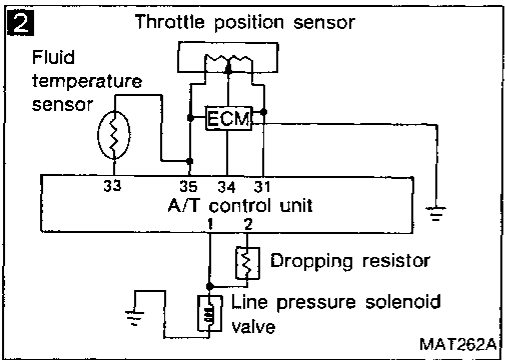 2
Throttle position sensor
Fluid
temperature
sensor
ECM
33 35 34 31
A/T control unit
1 2
Dropping resistor
Line pressure solenoid
valve
MAT262A